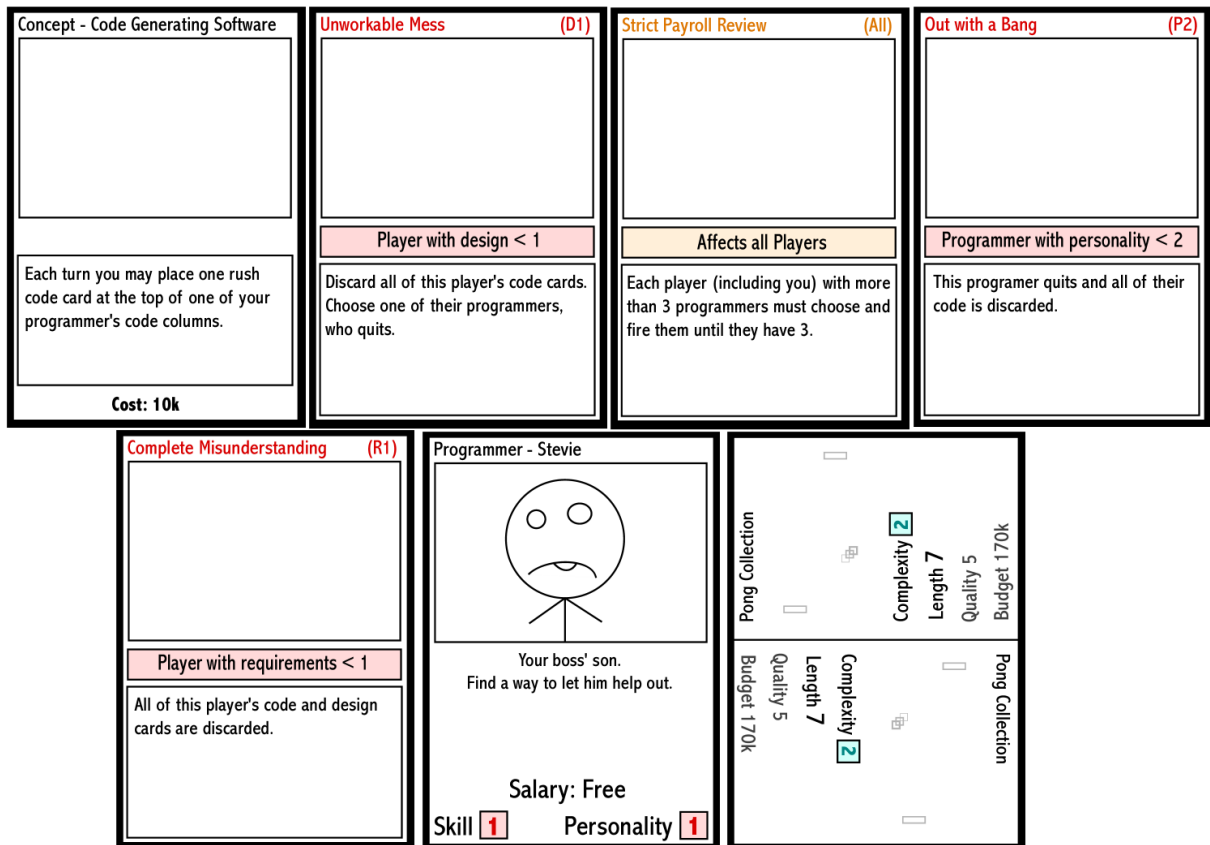 Concept - Code Generating Software
Each turn you may place one rush
code card at the top of one of your
programmer's code columns.
Cost: 10k
Unworkable Mess (D1)
Player with design < 1
Discard all of this player's code cards.
Choose one of their programmers,
who quits.
Strict Payroll Review (All)
Affects all Players
Each player (including you) with more
than 3 programmers must choose and
fire them until they have 3.
Out with a Bang (P2)
Programmer with personality < 2
This programer quits and all of their
code is discarded.
Complete Misunderstanding (R1)
Player with requirements < 1
All of this player's code and design
cards are discarded.
Programmer - Stevie
Your boss' son.
Find a way to let him help out.
Salary: Free
Skill 1 Personality 1
Pong Collection
Complexity 2
Length 7
Quality 5
Budget 170k
Pong Collection
Complexity 2
Length 7
Quality 5
Budget 170k